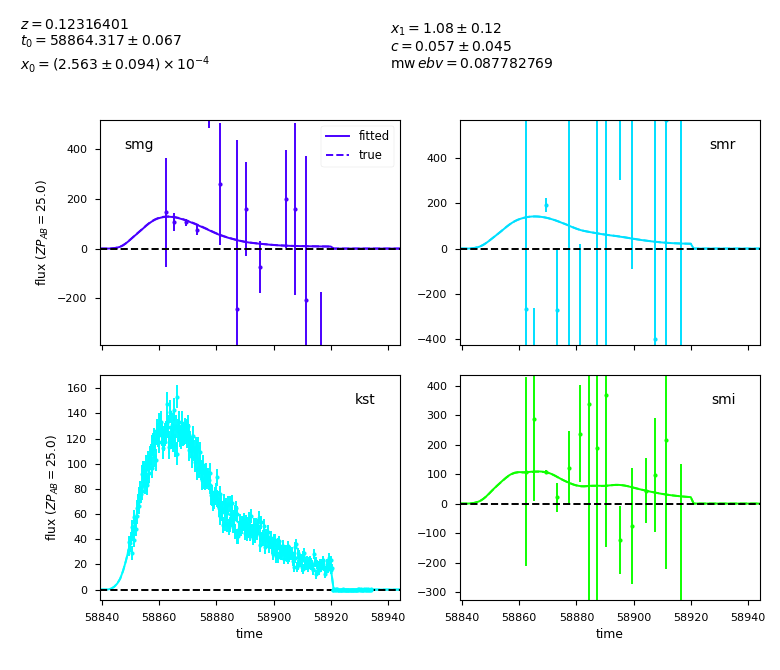 z = 0.12316401
t0 = 58864.317 ± 0.067
x0 = (2.563 ± 0.094) × 10^-4
x1 = 1.08 ± 0.12
c = 0.057 ± 0.045
mw ebv = 0.087782769
smg
fitted
true
400
200
0
−200
flux (ZP_AB = 25.0)
smr
400
200
0
−200
−400
kst
160
140
120
100
80
60
40
20
0
flux (ZP_AB = 25.0)
58840 58860 58880 58900 58920 58940
time
smi
400
300
200
100
0
−100
−200
−300
58840 58860 58880 58900 58920 58940
time